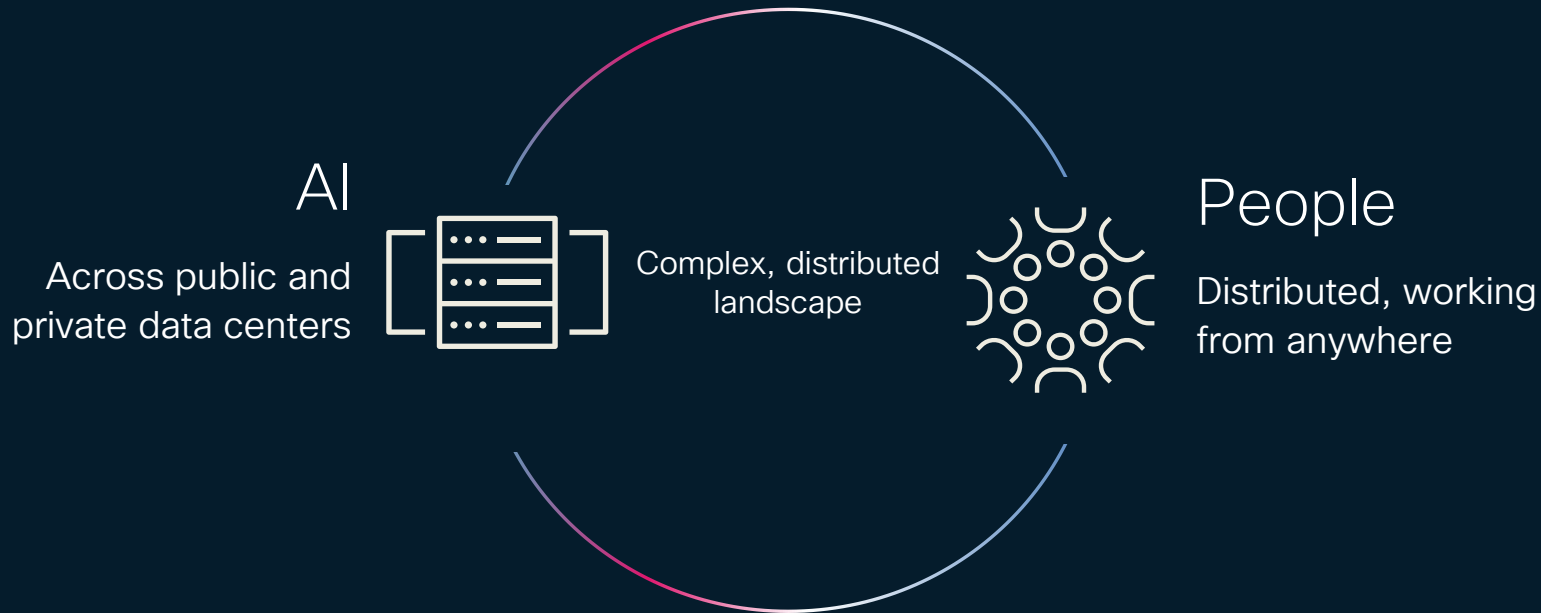 AI
Across public and
private data centers
Complex, distributed
landscape
People
Distributed, working
from anywhere